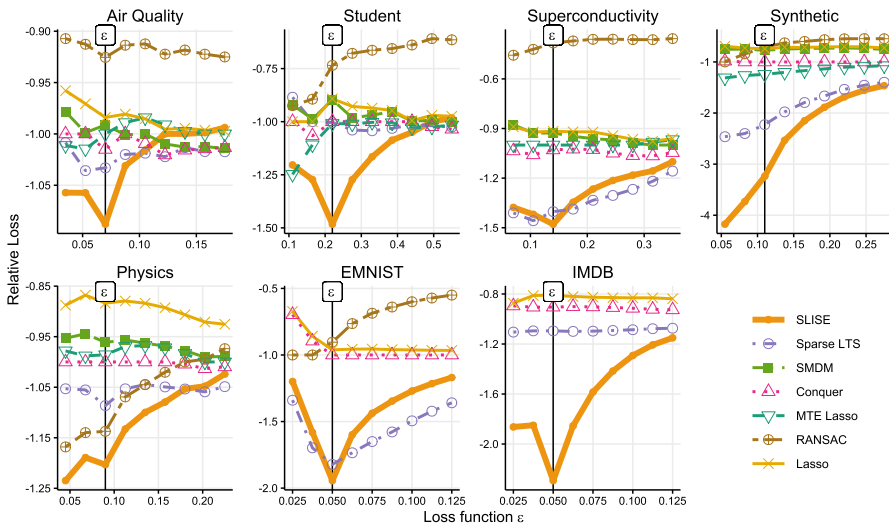 Air Quality
Student
Superconductivity
Synthetic
ε
ε
ε
ε
-0.90
-0.95
-1.00
-1.05
0.05
0.10
0.15
-0.75
-1.00
-1.25
-1.50
0.1
0.2
0.3
0.4
0.5
-0.6
-0.9
-1.2
-1.5
0.1
0.2
0.3
-1
-2
-3
-4
0.05
0.10
0.15
0.20
0.25
Relative Loss
Physics
EMNIST
IMDB
ε
ε
ε
-0.85
-0.95
-1.05
-1.15
-1.25
0.05
0.10
0.15
0.20
-0.5
-1.0
-1.5
-2.0
0.025
0.050
0.075
0.100
0.125
-0.8
-1.2
-1.6
-2.0
0.025
0.050
0.075
0.100
0.125
Loss function ε
SLISE
Sparse LTS
SMDM
Conquer
MTE Lasso
RANSAC
Lasso